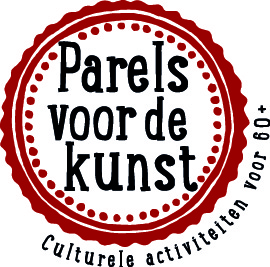 Parels
voor de
kunst
Culturele activiteiten voor 60+